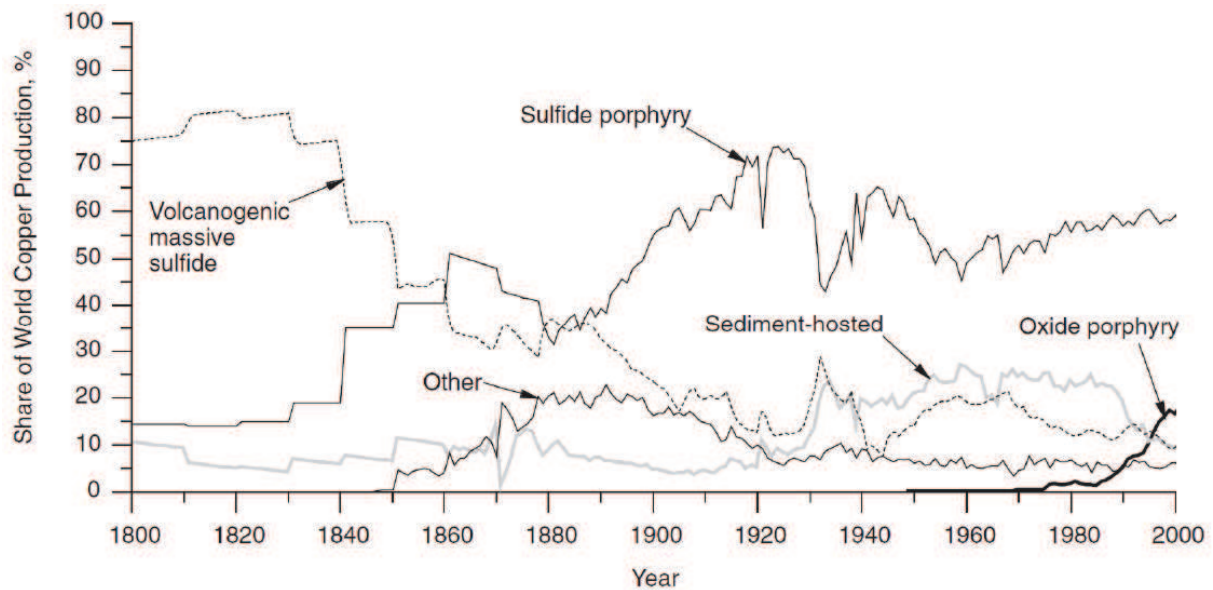 Share of World Copper Production, %
100
90
80
70
60
50
40
30
20
10
0
Sulfide porphyry
Volcanogenic
massive
sulfide
Sediment-hosted
Oxide porphyry
Other
1800 1820 1840 1860 1880 1900 1920 1940 1960 1980 2000
Year